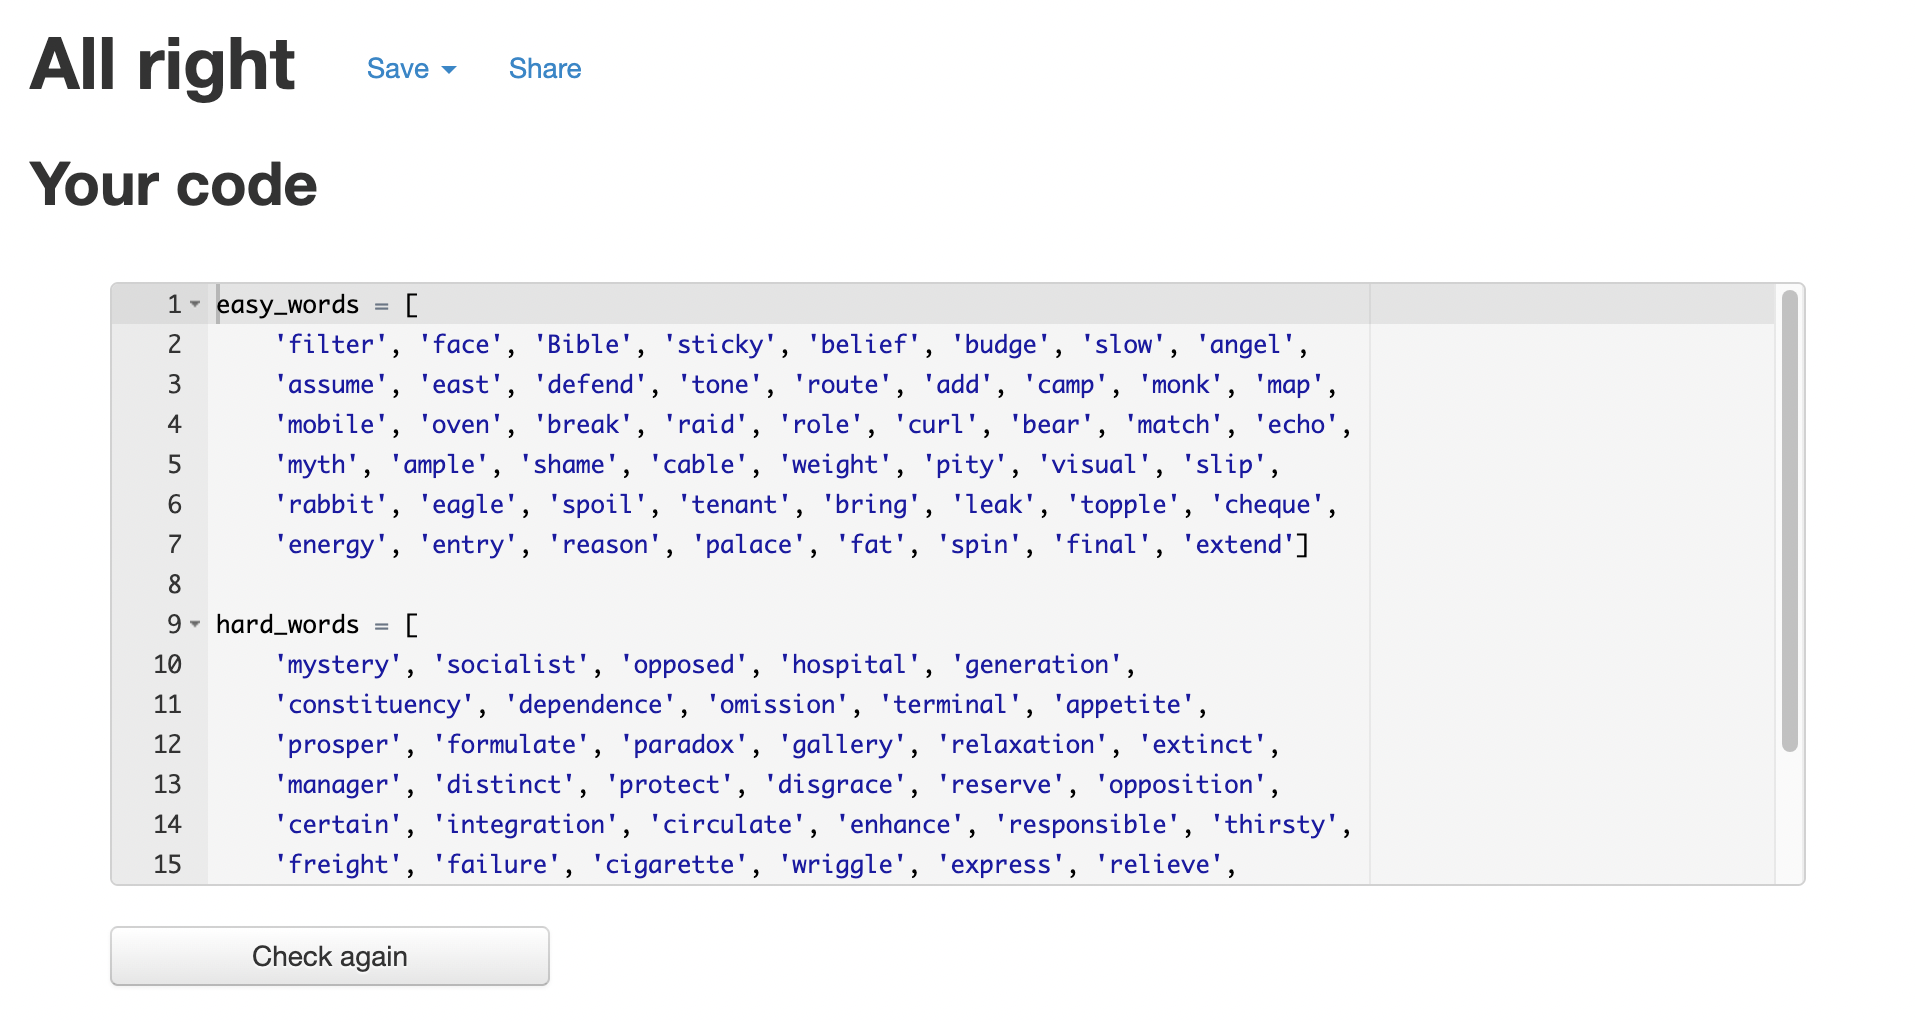 All right Save Share
Your code
1 easy_words = [
2 'filter', 'face', 'Bible', 'sticky', 'belief', 'budge', 'slow', 'angel',
3 'assume', 'east', 'defend', 'tone', 'route', 'add', 'camp', 'monk', 'map',
4 'mobile', 'oven', 'break', 'raid', 'role', 'curl', 'bear', 'match', 'echo',
5 'myth', 'ample', 'shame', 'cable', 'weight', 'pity', 'visual', 'slip',
6 'rabbit', 'eagle', 'spoil', 'tenant', 'bring', 'leak', 'topple', 'cheque',
7 'energy', 'entry', 'reason', 'palace', 'fat', 'spin', 'final', 'extend']
8
9 hard_words = [
10 'mystery', 'socialist', 'opposed', 'hospital', 'generation',
11 'constituency', 'dependence', 'omission', 'terminal', 'appetite',
12 'prosper', 'formulate', 'paradox', 'gallery', 'relaxation', 'extinct',
13 'manager', 'distinct', 'protect', 'disgrace', 'reserve', 'opposition',
14 'certain', 'integration', 'circulate', 'enhance', 'responsible', 'thirsty',
15 'freight', 'failure', 'cigarette', 'wriggle', 'express', 'relieve',
Check again